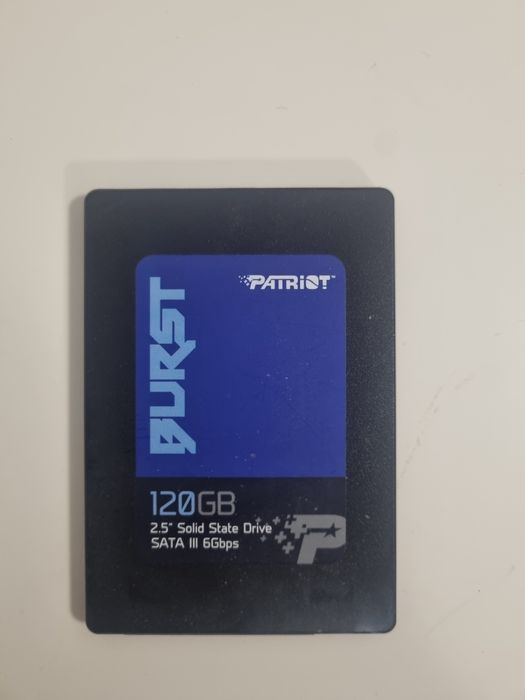 PATRiOT
BURST
120GB
2.5" Solid State Drive
SATA III 6Gbps
P